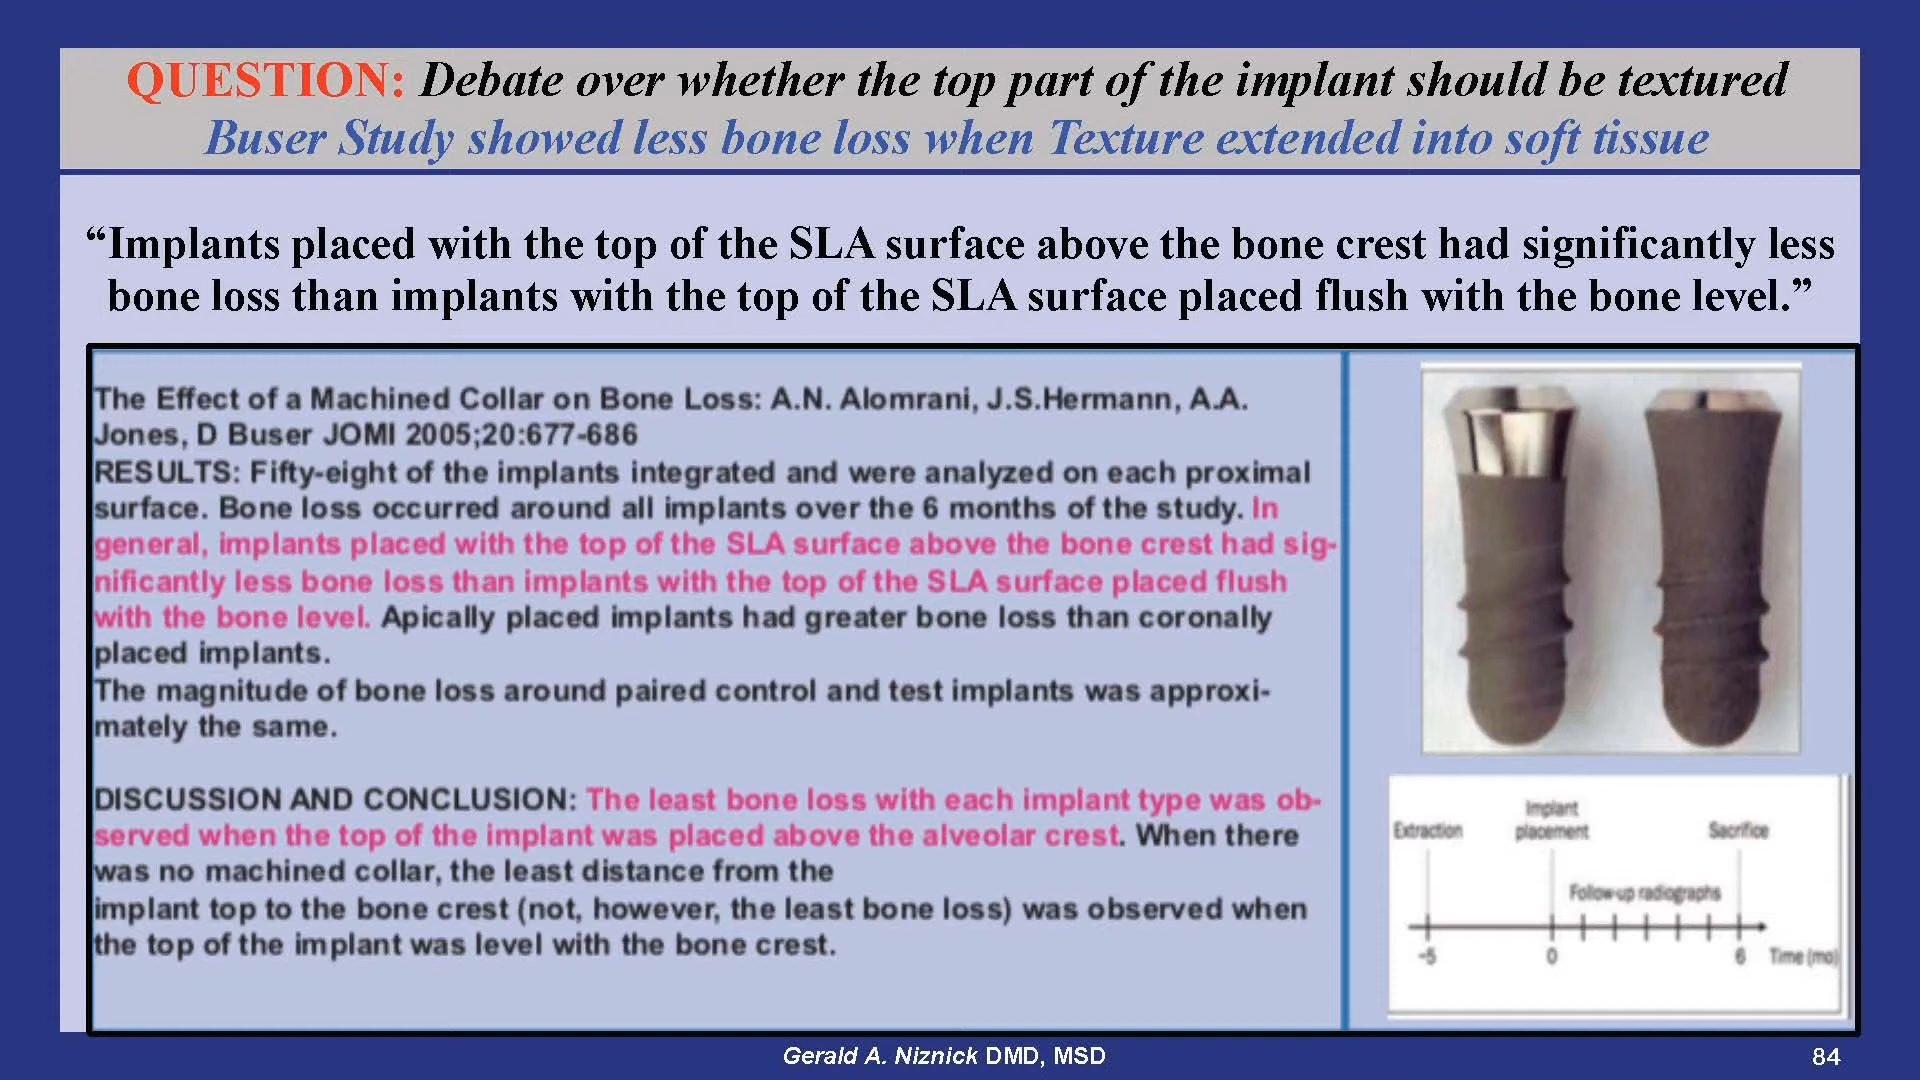 QUESTION: Debate over whether the top part of the implant should be textured
Buser Study showed less bone loss when Texture extended into soft tissue
“Implants placed with the top of the SLA surface above the bone crest had significantly less
bone loss than implants with the top of the SLA surface placed flush with the bone level.”
The Effect of a Machined Collar on Bone Loss: A.N. Alomrani, J.S.Hermann, A.A.
Jones, D Buser JOMI 2005;20:677-686
RESULTS: Fifty-eight of the implants integrated and were analyzed on each proximal
surface. Bone loss occurred around all implants over the 6 months of the study. In
general, implants placed with the top of the SLA surface above the bone crest had sig-
nificantly less bone loss than implants with the top of the SLA surface placed flush
with the bone level. Apically placed implants had greater bone loss than coronally
placed implants.
The magnitude of bone loss around paired control and test implants was approxi-
mately the same.
DISCUSSION AND CONCLUSION: The least bone loss with each implant type was ob-
served when the top of the implant was placed above the alveolar crest. When there
was no machined collar, the least distance from the
implant top to the bone crest (not, however, the least bone loss) was observed when
the top of the implant was level with the bone crest.
Extraction
Implant
placement
Sacrifice
Follow-up radiographs
-5
0
6
Time (mo)
Gerald A. Niznick DMD, MSD
84